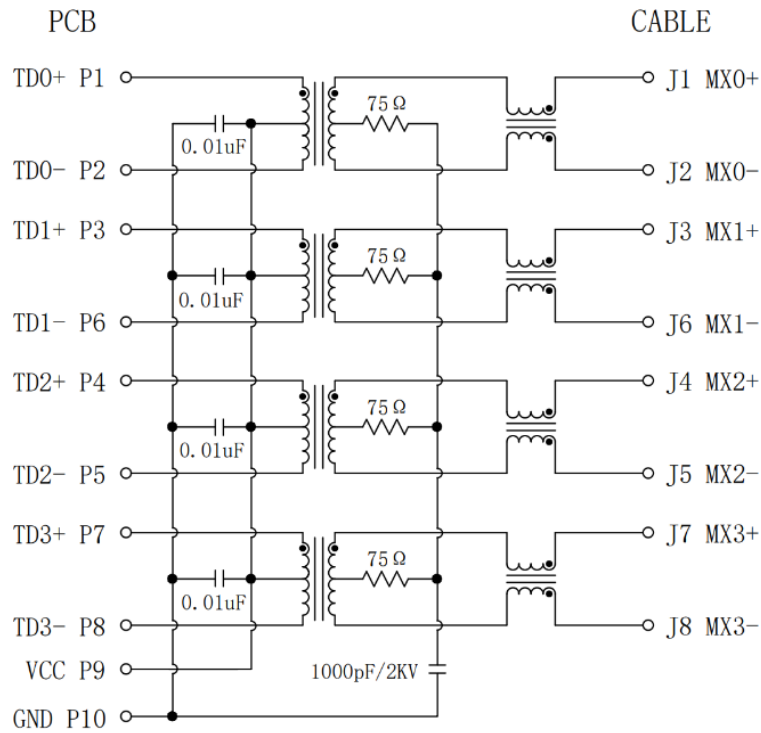 PCB CABLE
TD0+ P1 J1 MX0+
75Ω
0.01uF
TD0- P2 J2 MX0-
TD1+ P3 J3 MX1+
75Ω
0.01uF
TD1- P6 J6 MX1-
TD2+ P4 J4 MX2+
75Ω
0.01uF
TD2- P5 J5 MX2-
TD3+ P7 J7 MX3+
75Ω
0.01uF
TD3- P8 J8 MX3-
VCC P9 1000pF/2KV
GND P10